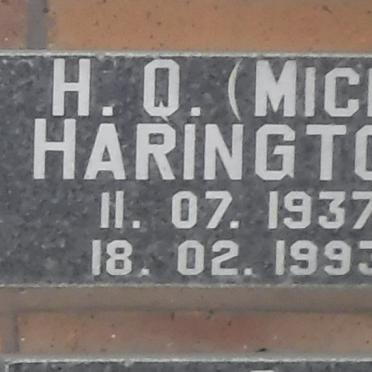 H. Q. (MIC
HARINGTO
11. 07. 1937
18. 02. 1993